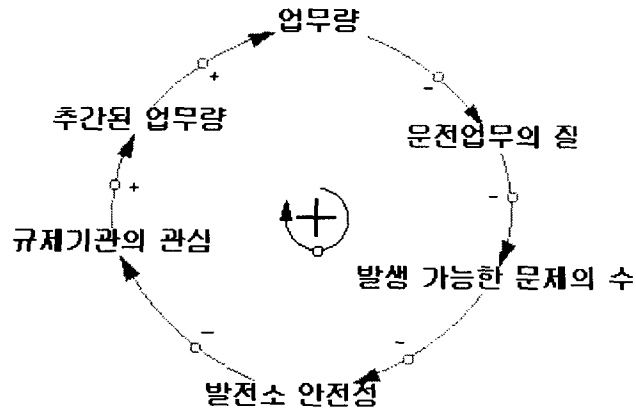 업무량
+
-
추간된 업무량
운전업무의 질
+
-
+
규제기관의 관심
발생 가능한 문제의 수
-
-
발전소 안전성